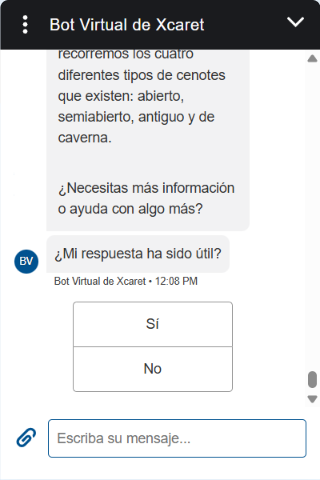 Bot Virtual de Xcaret
recorremos los cuatro
diferentes tipos de cenotes
que existen: abierto,
semiabierto, antiguo y de
caverna.
¿Necesitas más información
o ayuda con algo más?
¿Mi respuesta ha sido útil?
BV
Bot Virtual de Xcaret • 12:08 PM
Sí
No
Escriba su mensaje...